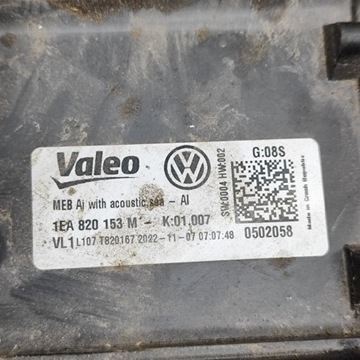 Valeo
G:08S
SW:0004 HW:002
Made in Czech Republic
MEB Ai with acoustic sea - Al
1EA 820 153 M - K:01,007
VL1 L107 T820167 2022-11-07 07:07:48
0502058